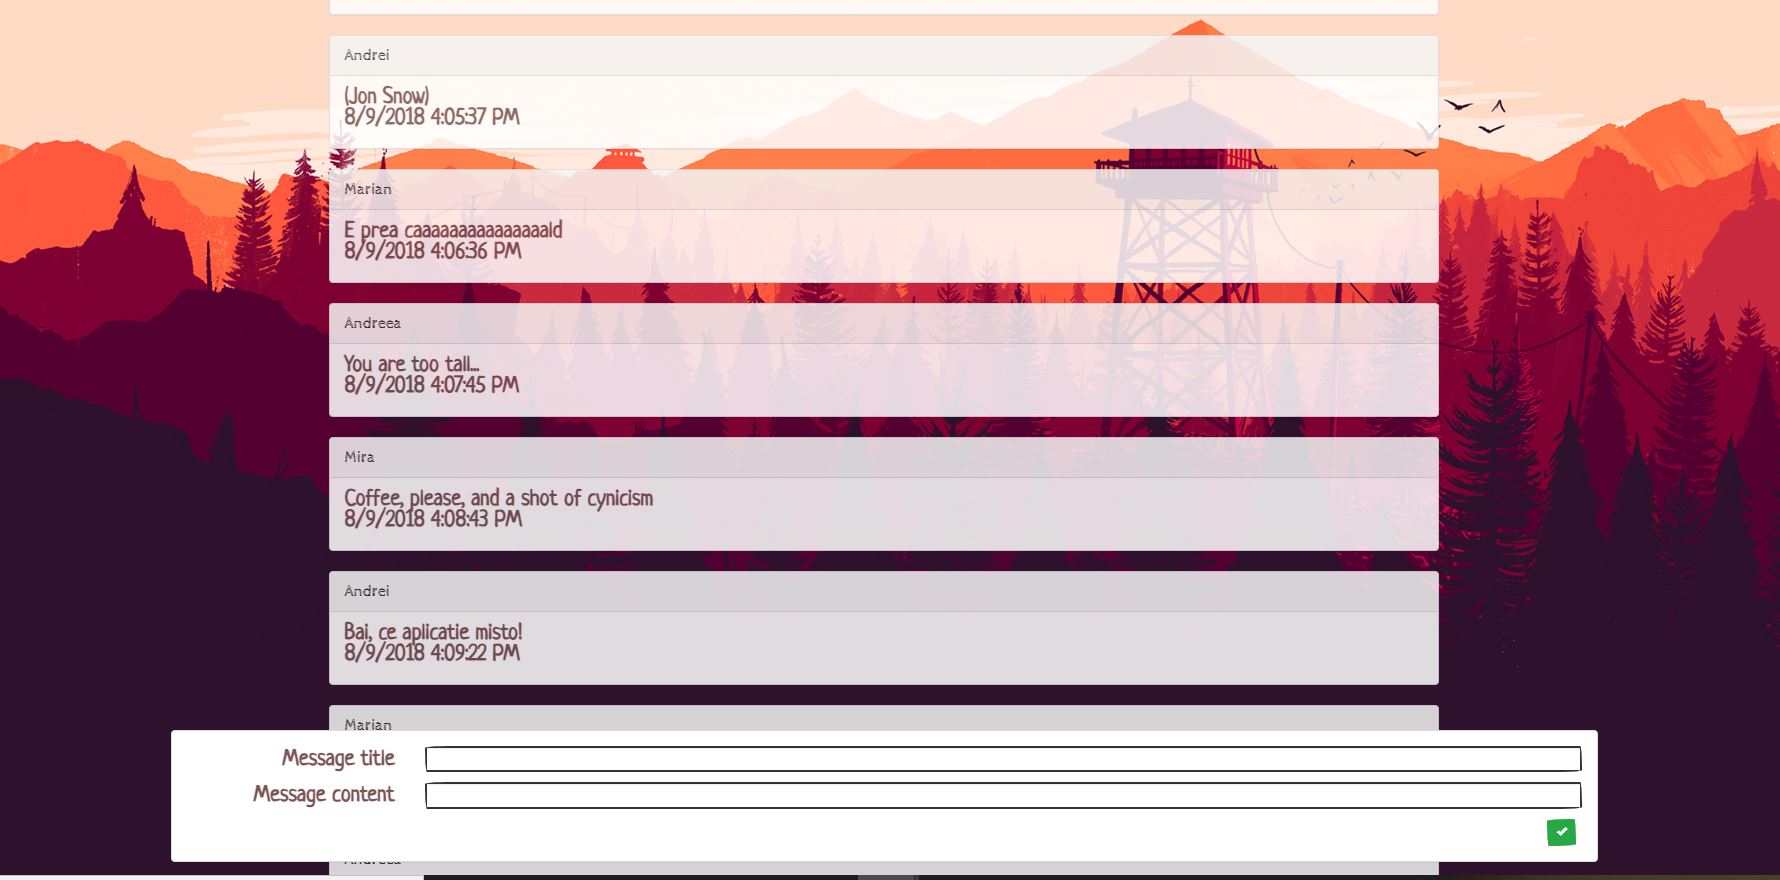 Andrei
(Jon Snow)
8/9/2018 4:05:37 PM
Marian
E prea caaaaaaaaaaaaaaald
8/9/2018 4:06:36 PM
Andreea
You are too tall...
8/9/2018 4:07:45 PM
Mira
Coffee, please, and a shot of cynicism
8/9/2018 4:08:43 PM
Andrei
Bai, ce aplicatie misto!
8/9/2018 4:09:22 PM
Marian
Message title
Message content
Andreea